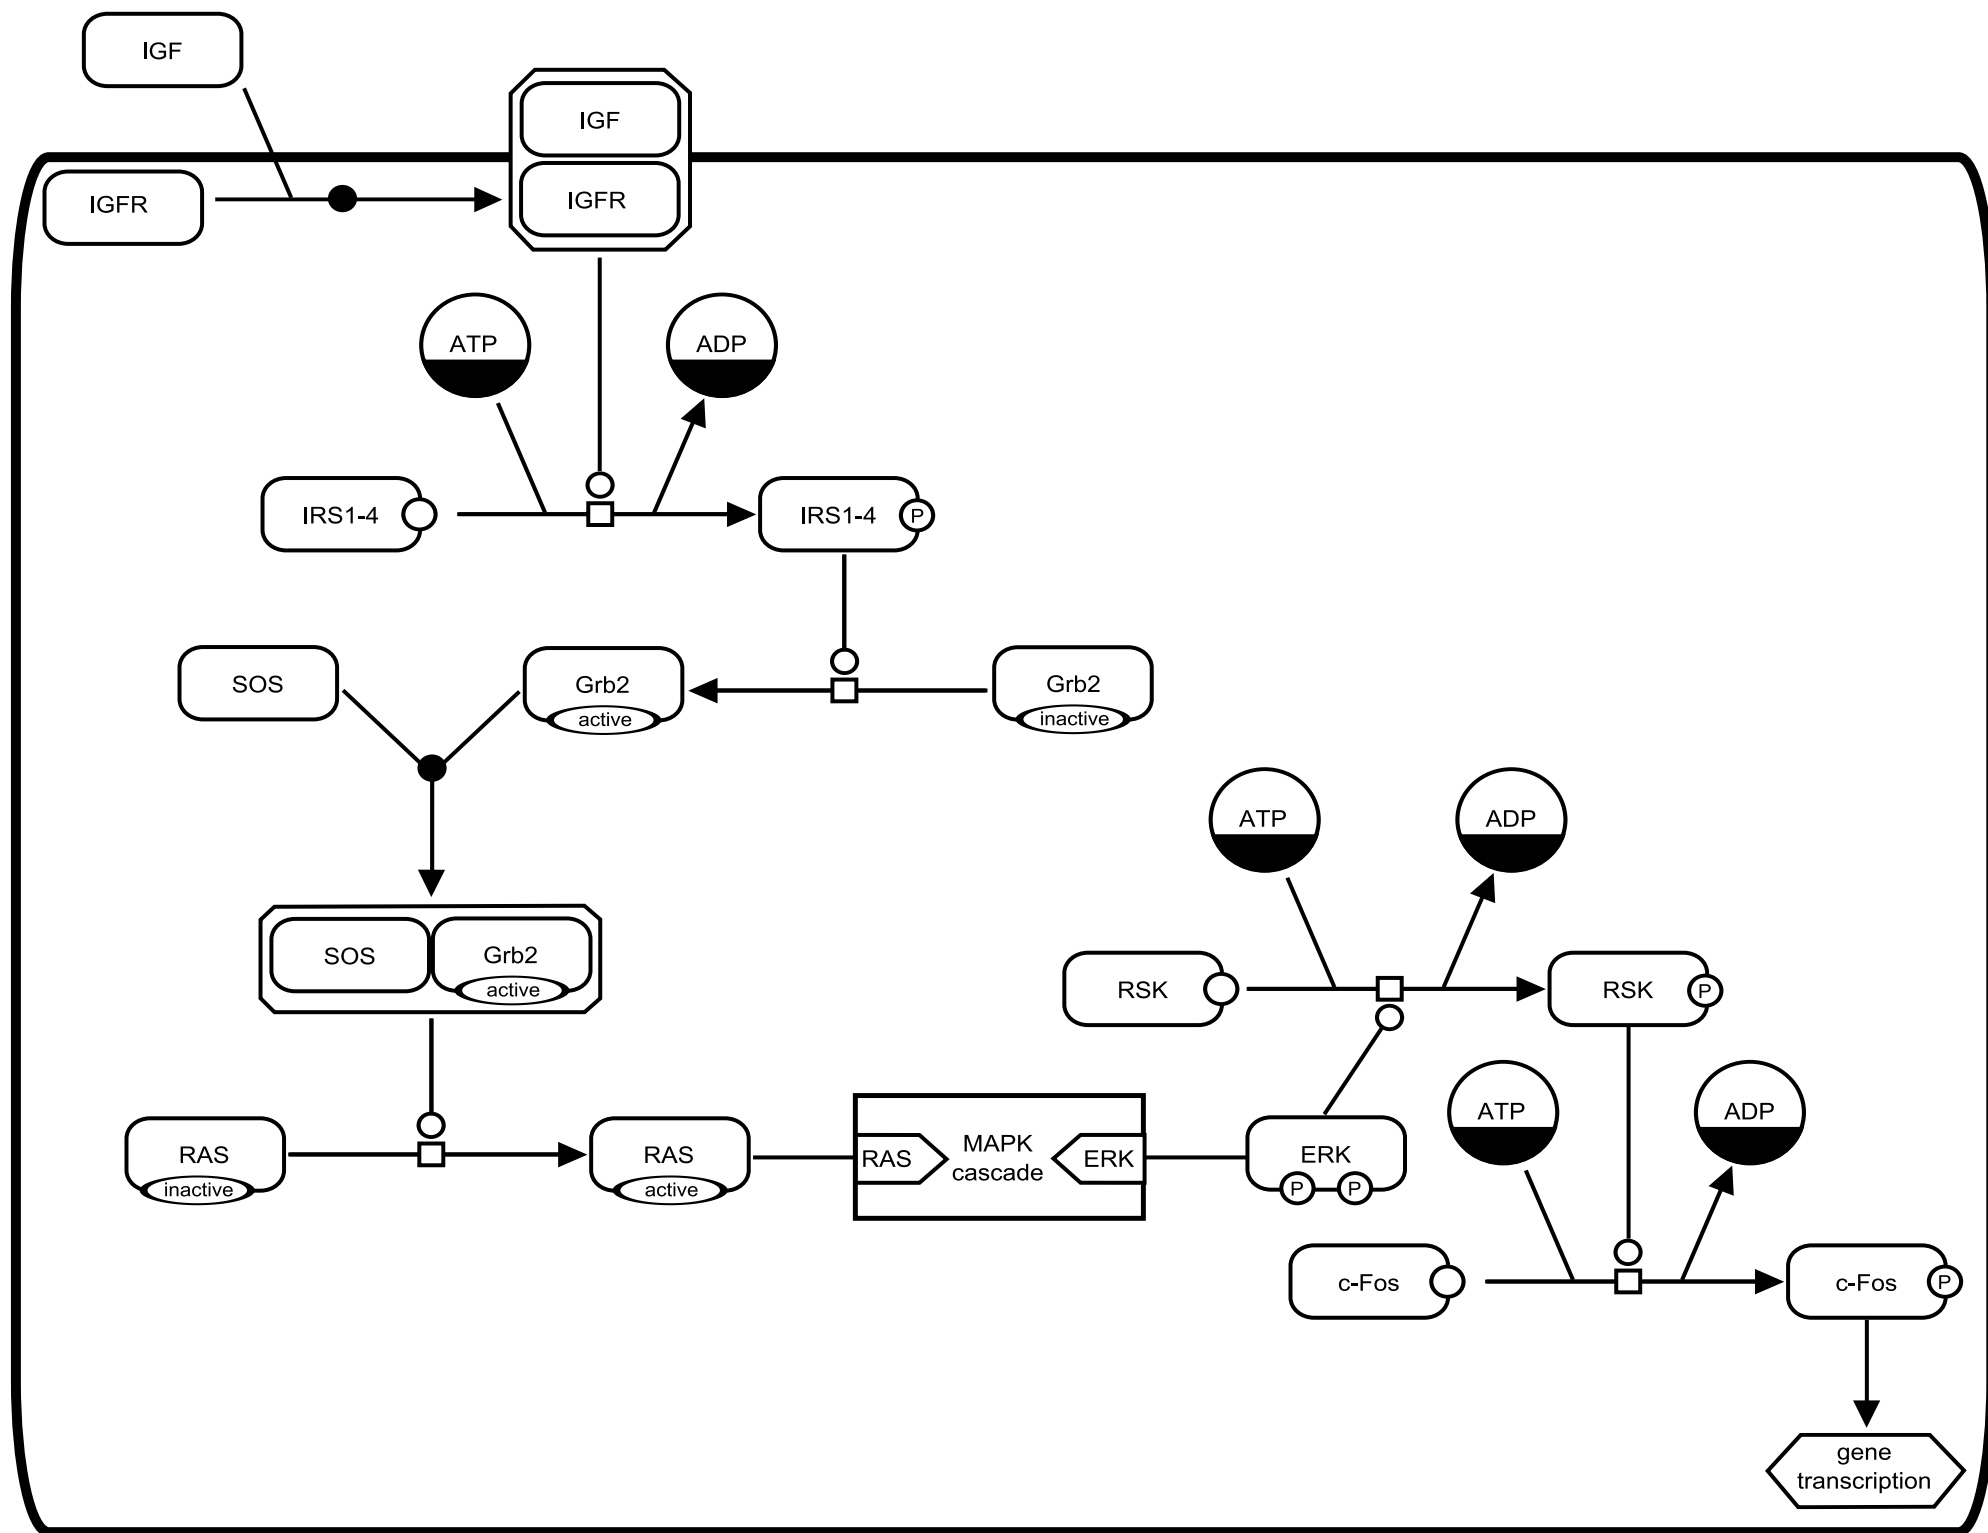 IGF
IGF
IGFR
IGFR
ATP
ADP
IRS1-4
IRS1-4
P
SOS
Grb2
active
Grb2
inactive
ATP
ADP
SOS
Grb2
active
RSK
RSK
P
RAS
inactive
RAS
active
RAS
MAPK
cascade
ERK
ERK
P
P
ATP
ADP
c-Fos
c-Fos
P
gene
transcription